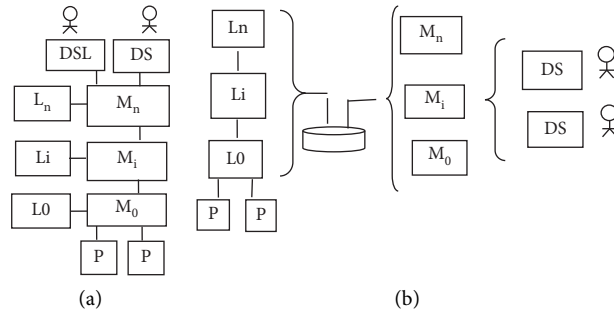 DSL DS
Lₙ Mₙ
Li Mᵢ
L0 M₀
P P
(a)
Ln
Li
L0
P P
Mₙ
Mᵢ
M₀
DS
DS
(b)